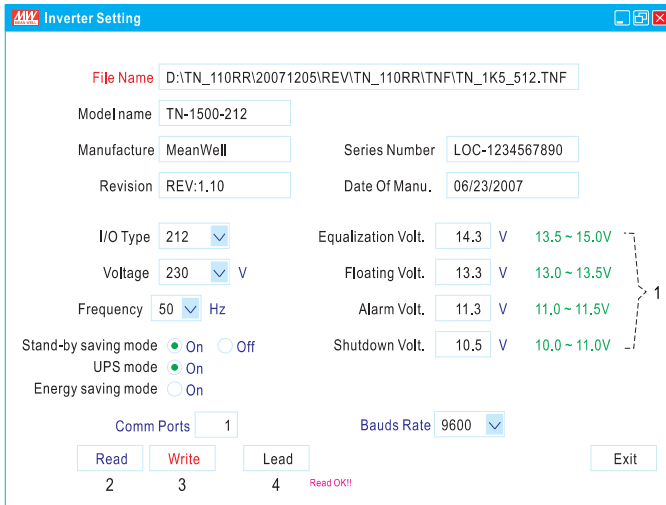 MW MEAN WELL Inverter Setting
File Name D:\TN_110RR\20071205\REV\TN_110RR\TNF\TN_1K5_512.TNF
Model name TN-1500-212
Manufacture MeanWell Series Number LOC-1234567890
Revision REV:1.10 Date Of Manu. 06/23/2007
I/O Type 212 Equalization Volt. 14.3 V 13.5 ~ 15.0V
Voltage 230 V Floating Volt. 13.3 V 13.0 ~ 13.5V
1
Frequency 50 Hz Alarm Volt. 11.3 V 11.0 ~ 11.5V
Stand-by saving mode On Off Shutdown Volt. 10.5 V 10.0 ~ 11.0V
UPS mode On
Energy saving mode On
Comm Ports 1 Bauds Rate 9600
Read Write Lead Exit
2 3 4 Read OK!!